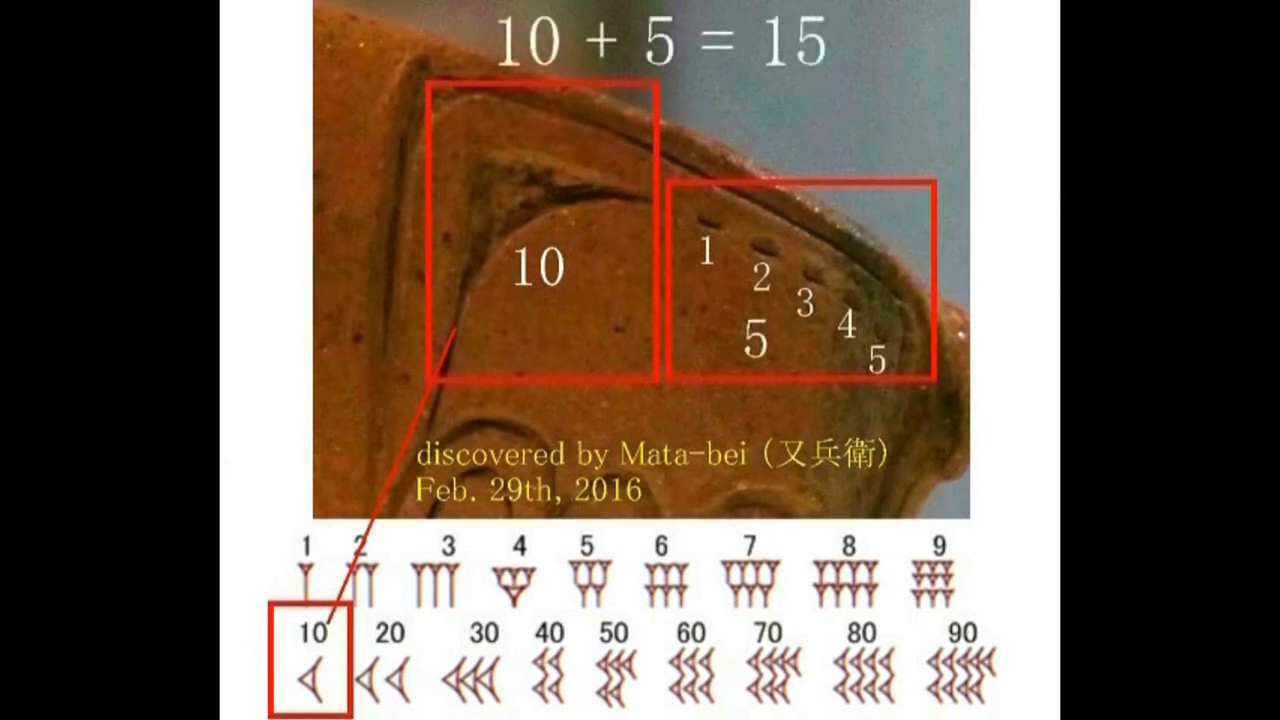 10 + 5 = 15
10
1
2
3
4
5
5
discovered by Mata-bei (又兵衛)
Feb. 29th, 2016
1 2 3 4 5 6 7 8 9
10 20 30 40 50 60 70 80 90